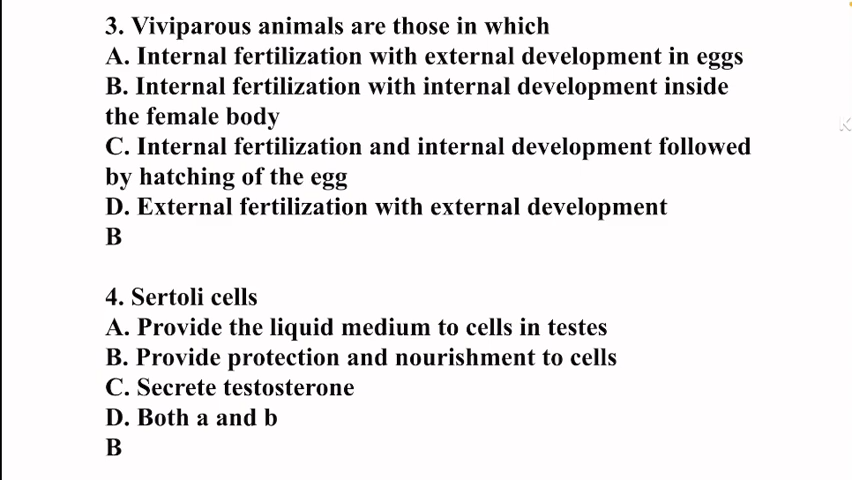 3. Viviparous animals are those in which
A. Internal fertilization with external development in eggs
B. Internal fertilization with internal development inside
the female body
C. Internal fertilization and internal development followed
by hatching of the egg
D. External fertilization with external development
B
4. Sertoli cells
A. Provide the liquid medium to cells in testes
B. Provide protection and nourishment to cells
C. Secrete testosterone
D. Both a and b
B